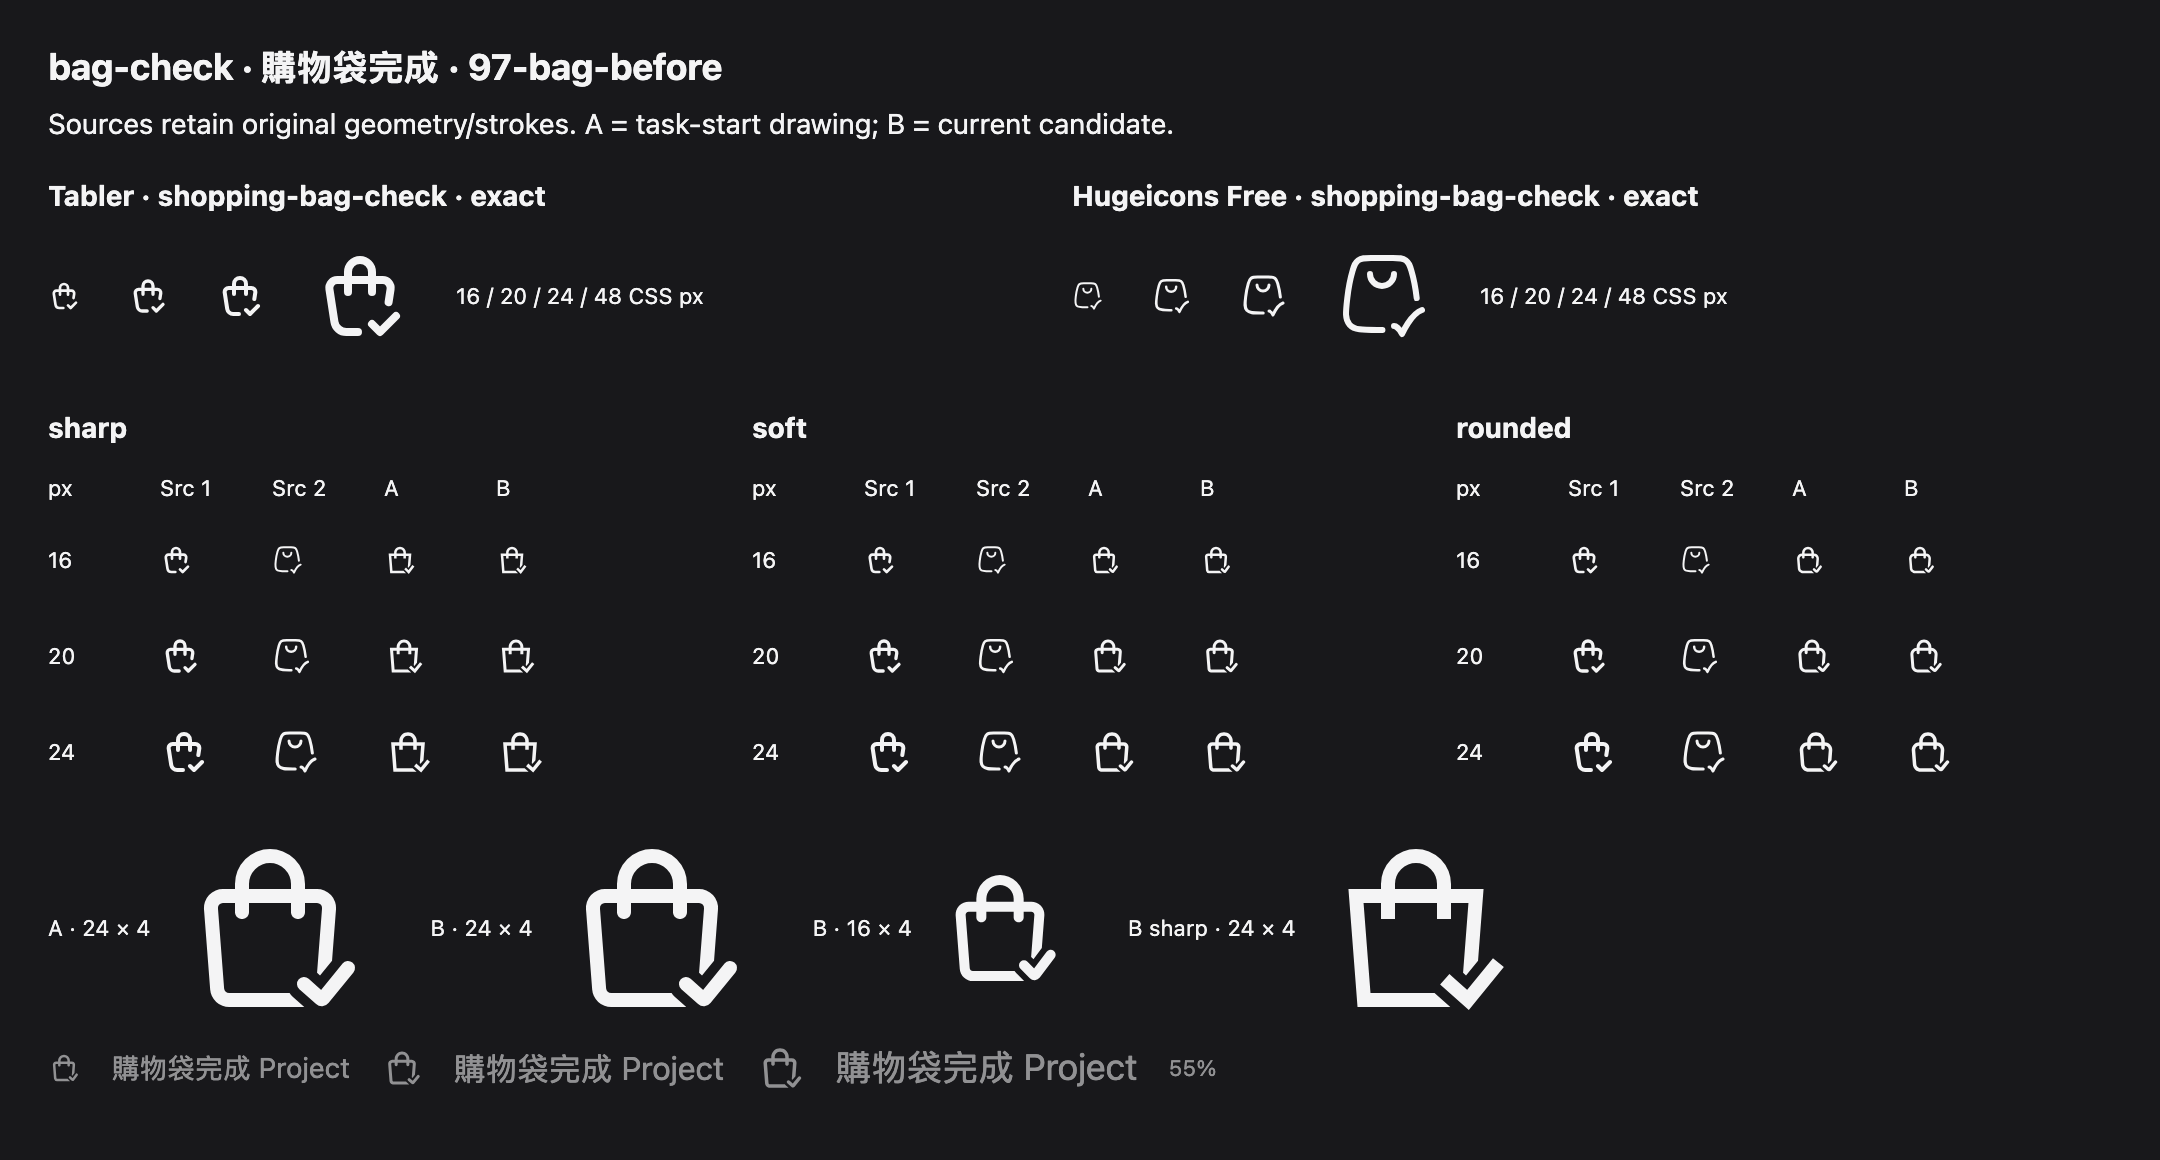 bag-check · 購物袋完成 · 97-bag-before
Sources retain original geometry/strokes. A = task-start drawing; B = current candidate.
Tabler · shopping-bag-check · exact
16 / 20 / 24 / 48 CSS px
Hugeicons Free · shopping-bag-check · exact
16 / 20 / 24 / 48 CSS px
sharp
px Src 1 Src 2 A B
16
20
24
soft
px Src 1 Src 2 A B
16
20
24
rounded
px Src 1 Src 2 A B
16
20
24
A · 24 × 4
B · 24 × 4
B · 16 × 4
B sharp · 24 × 4
購物袋完成 Project 購物袋完成 Project 購物袋完成 Project 55%